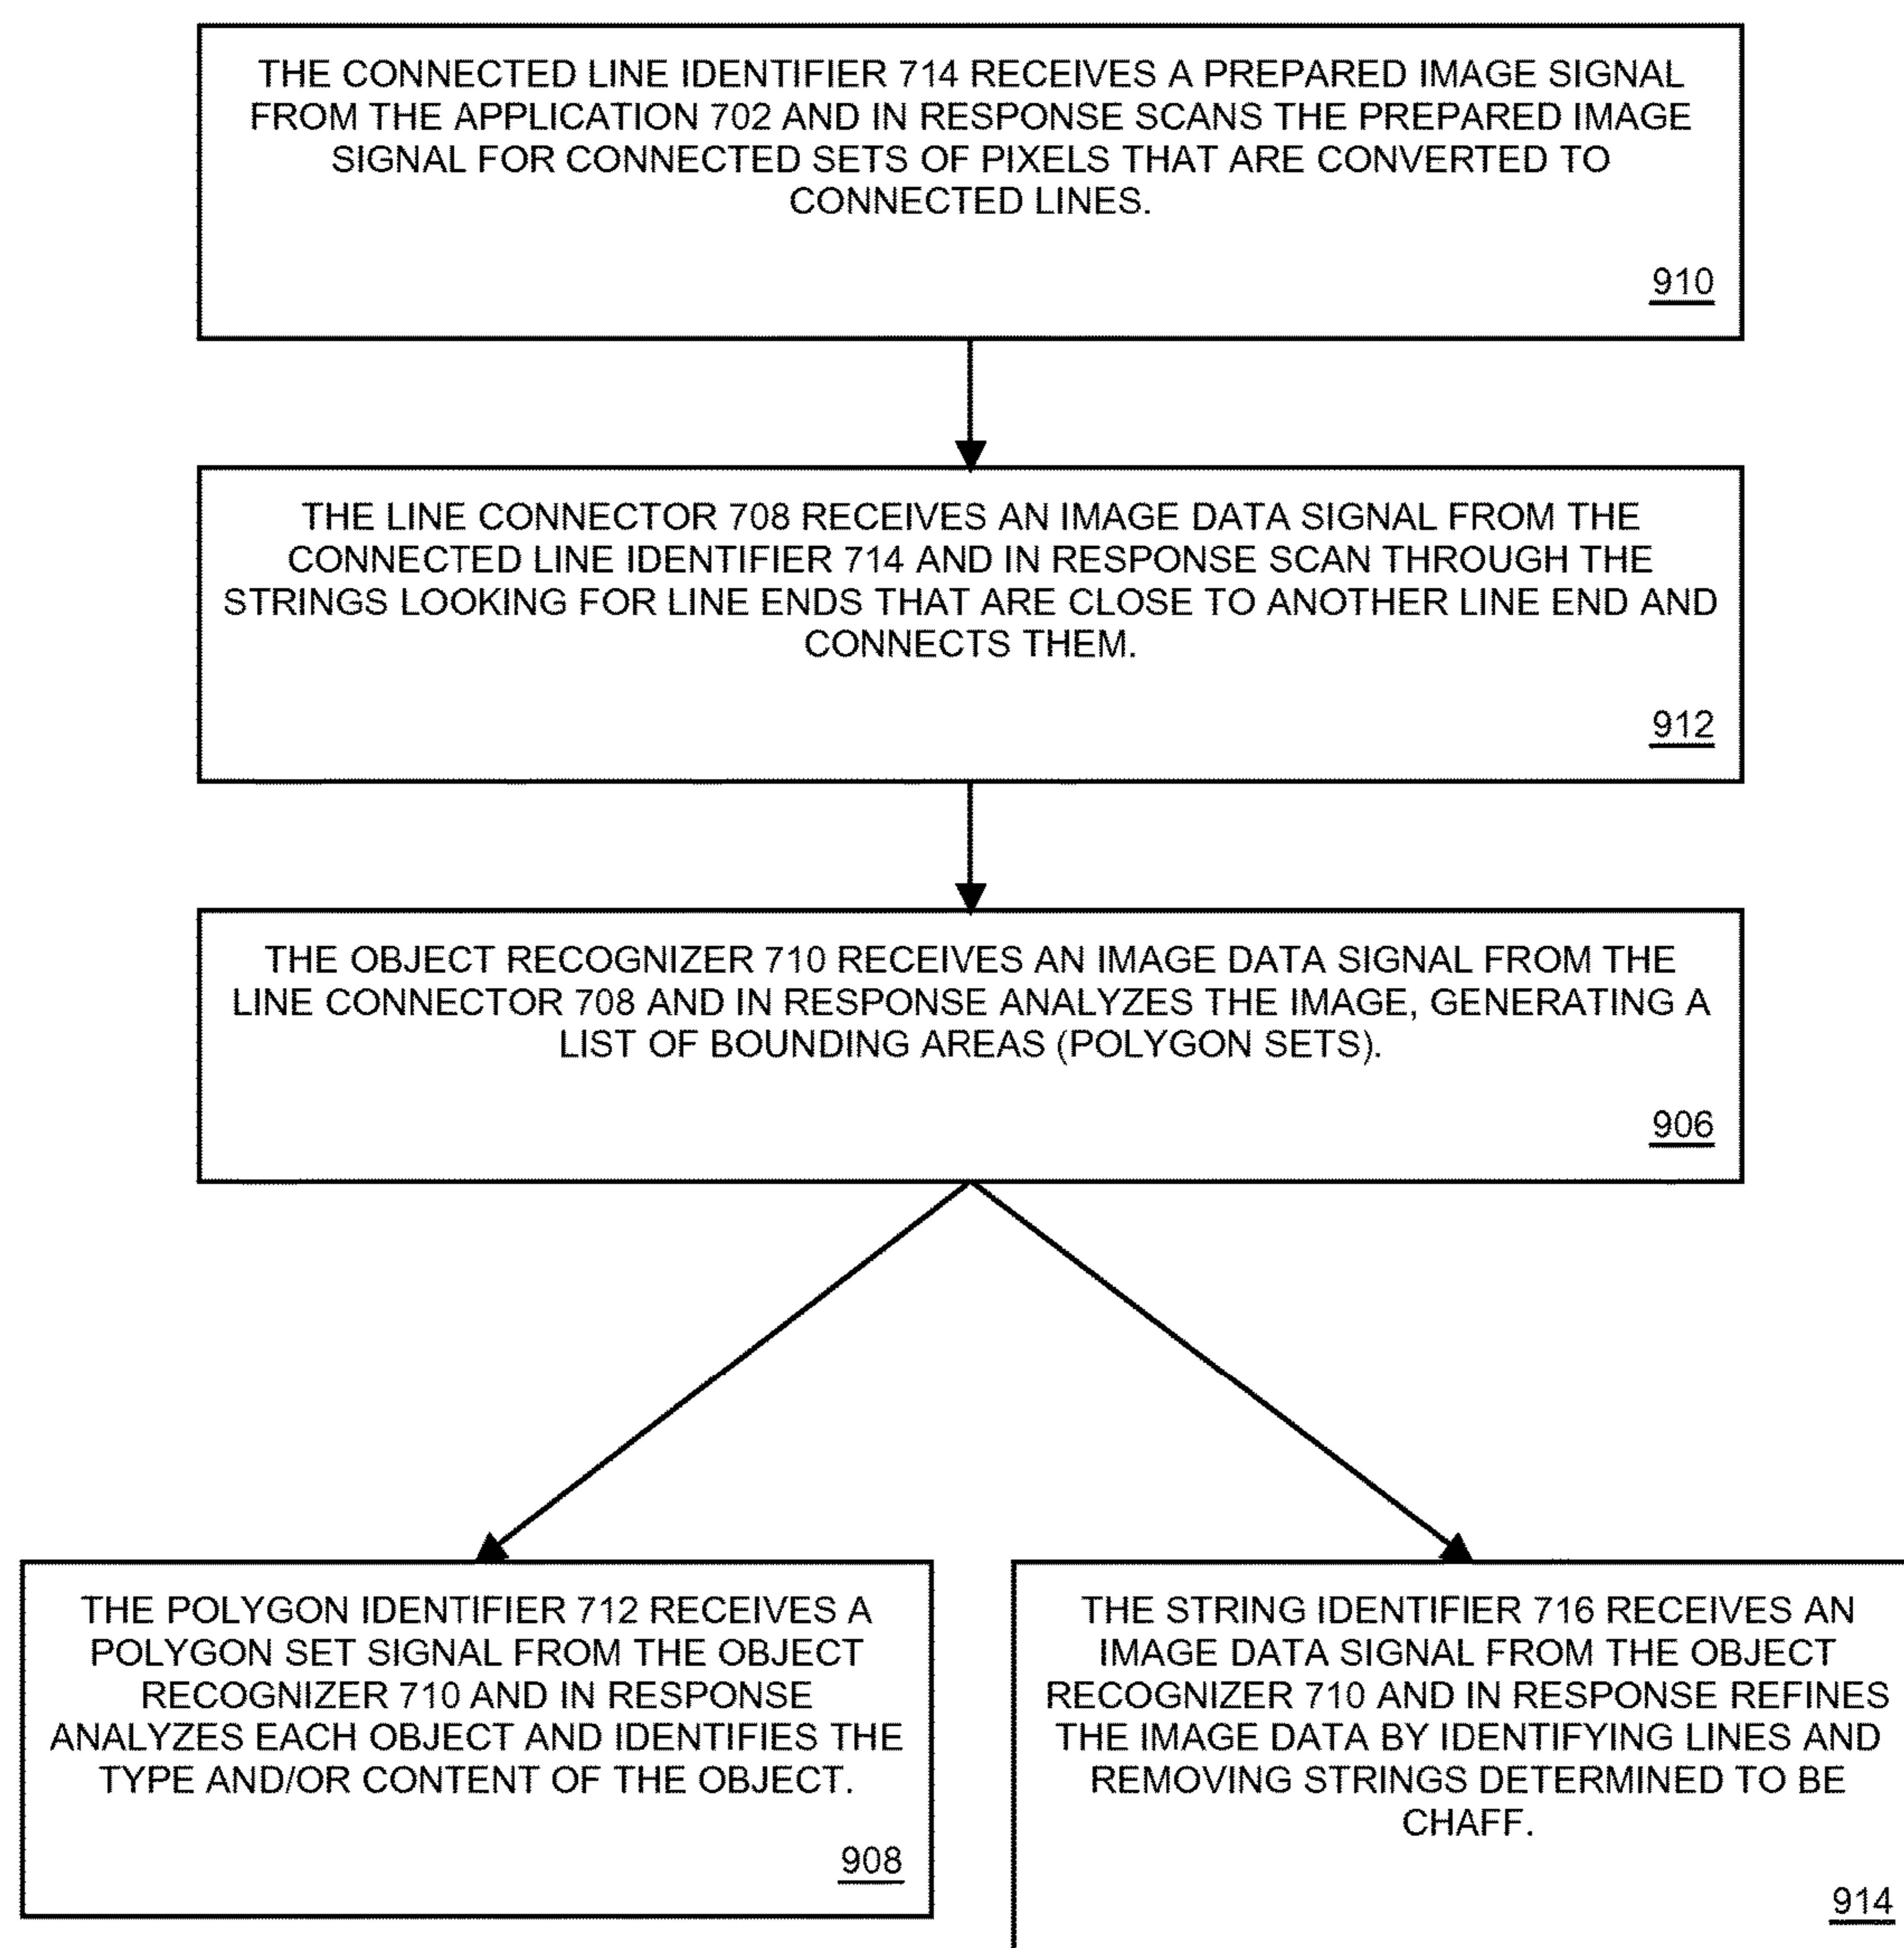 THE CONNECTED LINE IDENTIFIER 714 RECEIVES A PREPARED IMAGE SIGNAL
FROM THE APPLICATION 702 AND IN RESPONSE SCANS THE PREPARED IMAGE
SIGNAL FOR CONNECTED SETS OF PIXELS THAT ARE CONVERTED TO
CONNECTED LINES.
910
THE LINE CONNECTOR 708 RECEIVES AN IMAGE DATA SIGNAL FROM THE
CONNECTED LINE IDENTIFIER 714 AND IN RESPONSE SCAN THROUGH THE
STRINGS LOOKING FOR LINE ENDS THAT ARE CLOSE TO ANOTHER LINE END AND
CONNECTS THEM.
912
THE OBJECT RECOGNIZER 710 RECEIVES AN IMAGE DATA SIGNAL FROM THE
LINE CONNECTOR 708 AND IN RESPONSE ANALYZES THE IMAGE, GENERATING A
LIST OF BOUNDING AREAS (POLYGON SETS).
906
THE POLYGON IDENTIFIER 712 RECEIVES A
POLYGON SET SIGNAL FROM THE OBJECT
RECOGNIZER 710 AND IN RESPONSE
ANALYZES EACH OBJECT AND IDENTIFIES THE
TYPE AND/OR CONTENT OF THE OBJECT.
908
THE STRING IDENTIFIER 716 RECEIVES AN
IMAGE DATA SIGNAL FROM THE OBJECT
RECOGNIZER 710 AND IN RESPONSE REFINES
THE IMAGE DATA BY IDENTIFYING LINES AND
REMOVING STRINGS DETERMINED TO BE
CHAFF.
914